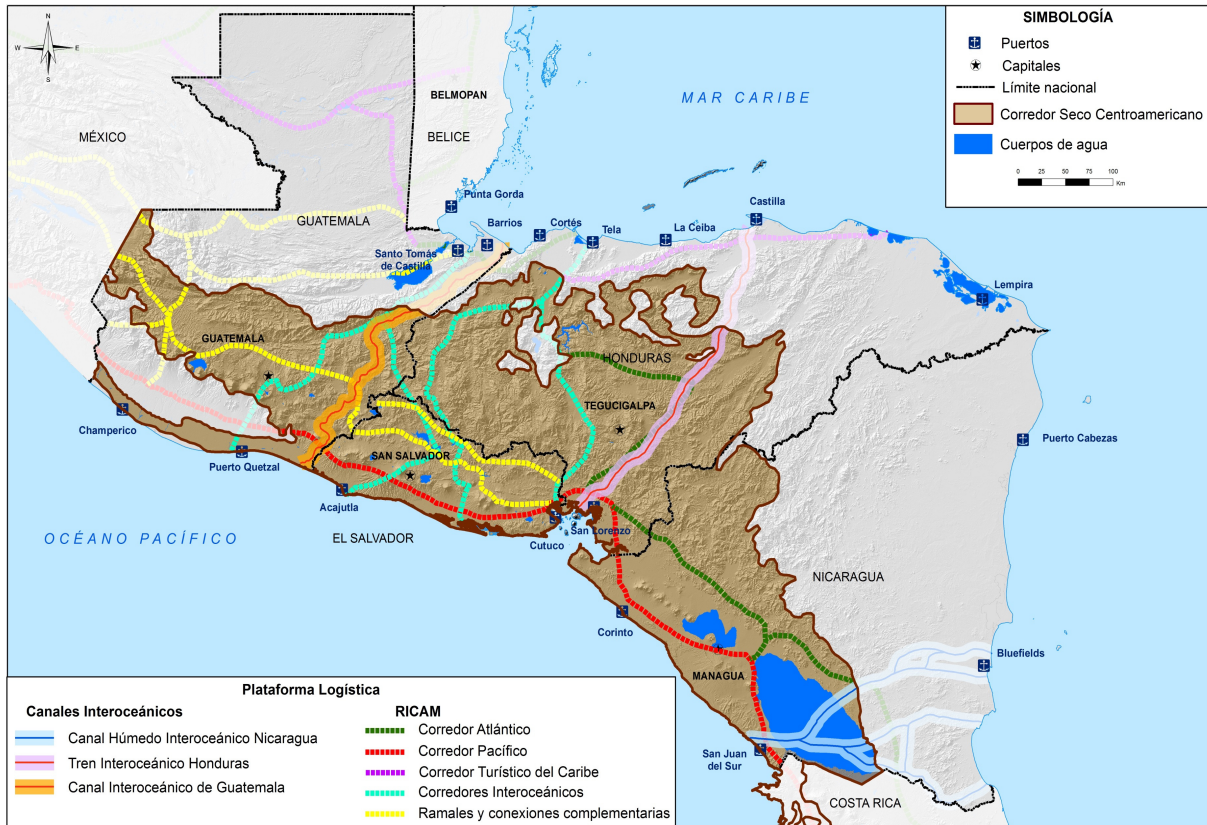 N
W
E
S
SIMBOLOGÍA
Puertos
Capitales
Límite nacional
Corredor Seco Centroamericano
Cuerpos de agua
0 25 50 75 100
Km
MAR CARIBE
BELMOPAN
BELICE
MÉXICO
Punta Gorda
GUATEMALA
Barrios
Cortés
Tela
La Ceiba
Castilla
Santo Tomás
de Castilla
Lempira
GUATEMALA
HONDURAS
TEGUCIGALPA
Champerico
Puerto Quetzal
SAN SALVADOR
Puerto Cabezas
Acajutla
San Lorenzo
Cutuco
OCÉANO PACÍFICO
EL SALVADOR
NICARAGUA
Corinto
MANAGUA
Bluefields
San Juan
del Sur
COSTA RICA
Plataforma Logística
Canales Interoceánicos
Canal Húmedo Interoceánico Nicaragua
Tren Interoceánico Honduras
Canal Interoceánico de Guatemala
RICAM
Corredor Atlántico
Corredor Pacífico
Corredor Turístico del Caribe
Corredores Interoceánicos
Ramales y conexiones complementarias